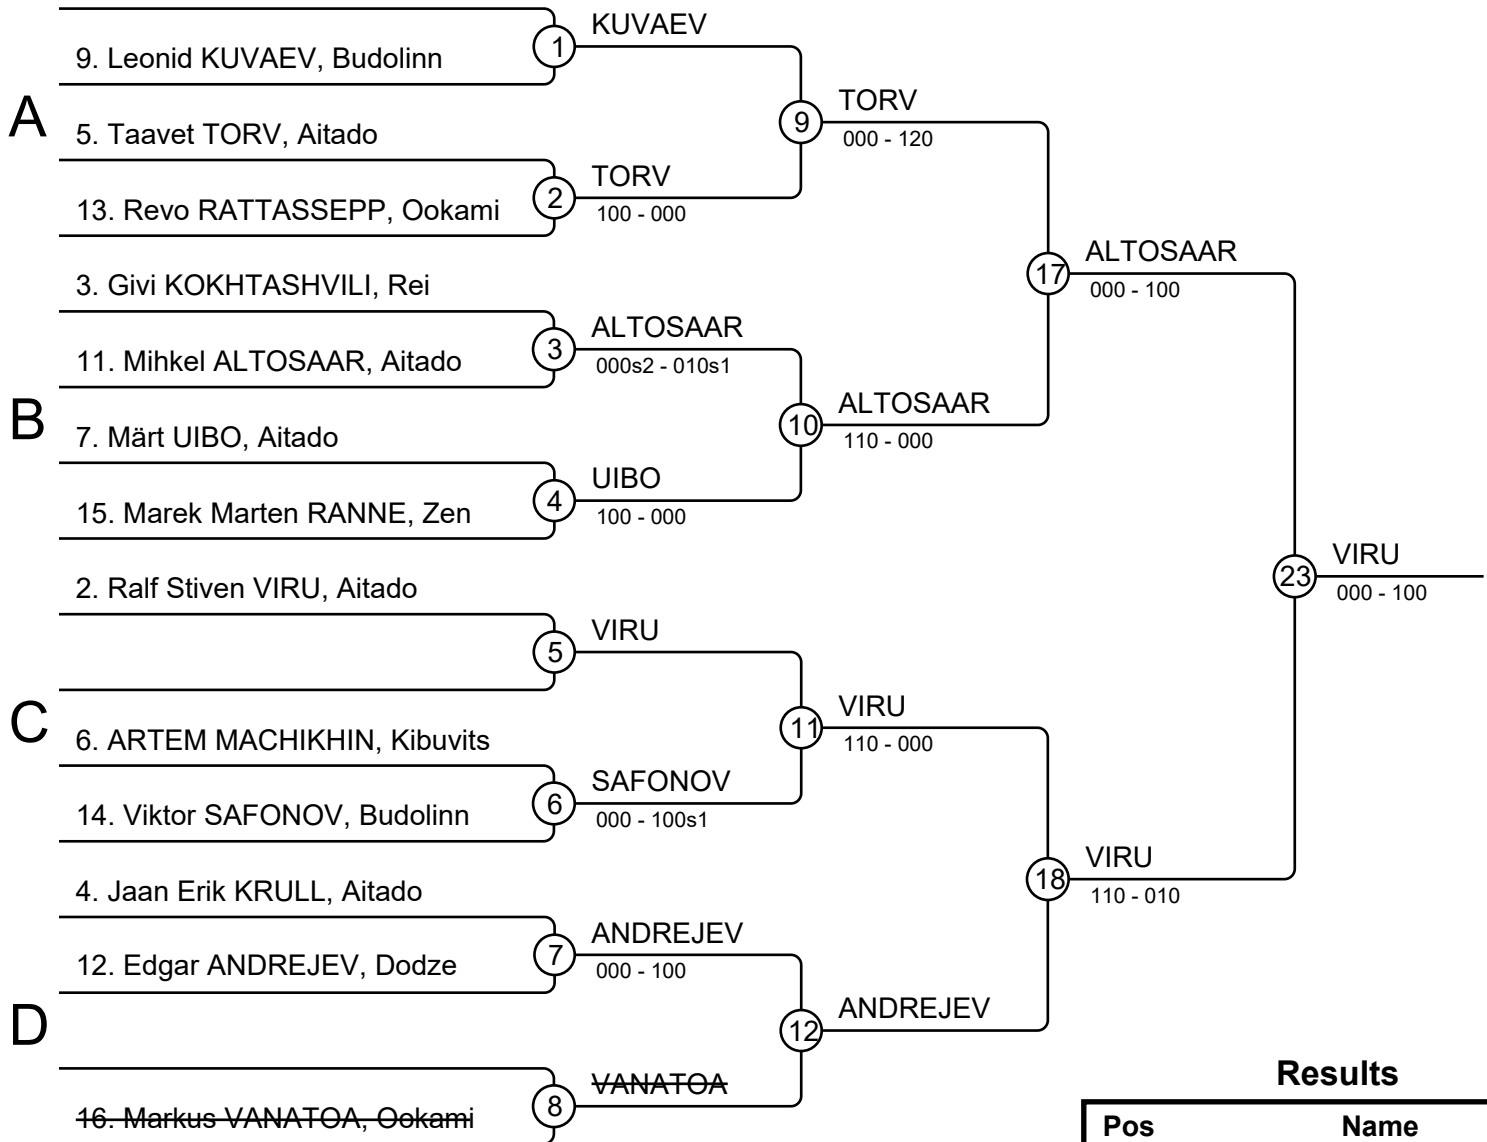 KUVAEV
9. Leonid KUVAEV, Budolinn
1
A
TORV
000 - 120
9
5. Taavet TORV, Aitado
TORV
100 - 000
2
13. Revo RATTASSEPP, Ookami
ALTOSAAR
000 - 100
17
3. Givi KOKHTASHVILI, Rei
ALTOSAAR
000s2 - 010s1
3
11. Mihkel ALTOSAAR, Aitado
B
ALTOSAAR
110 - 000
10
7. Märt UIBO, Aitado
UIBO
100 - 000
4
15. Marek Marten RANNE, Zen
VIRU
000 - 100
23
2. Ralf Stiven VIRU, Aitado
VIRU
5
C
VIRU
110 - 000
11
6. ARTEM MACHIKHIN, Kibuvits
SAFONOV
000 - 100s1
6
14. Viktor SAFONOV, Budolinn
VIRU
110 - 010
18
4. Jaan Erik KRULL, Aitado
ANDREJEV
000 - 100
7
12. Edgar ANDREJEV, Dodze
D
ANDREJEV
12
VANATOA
8
16. Markus VANATOA, Ookami
Results
Pos Name